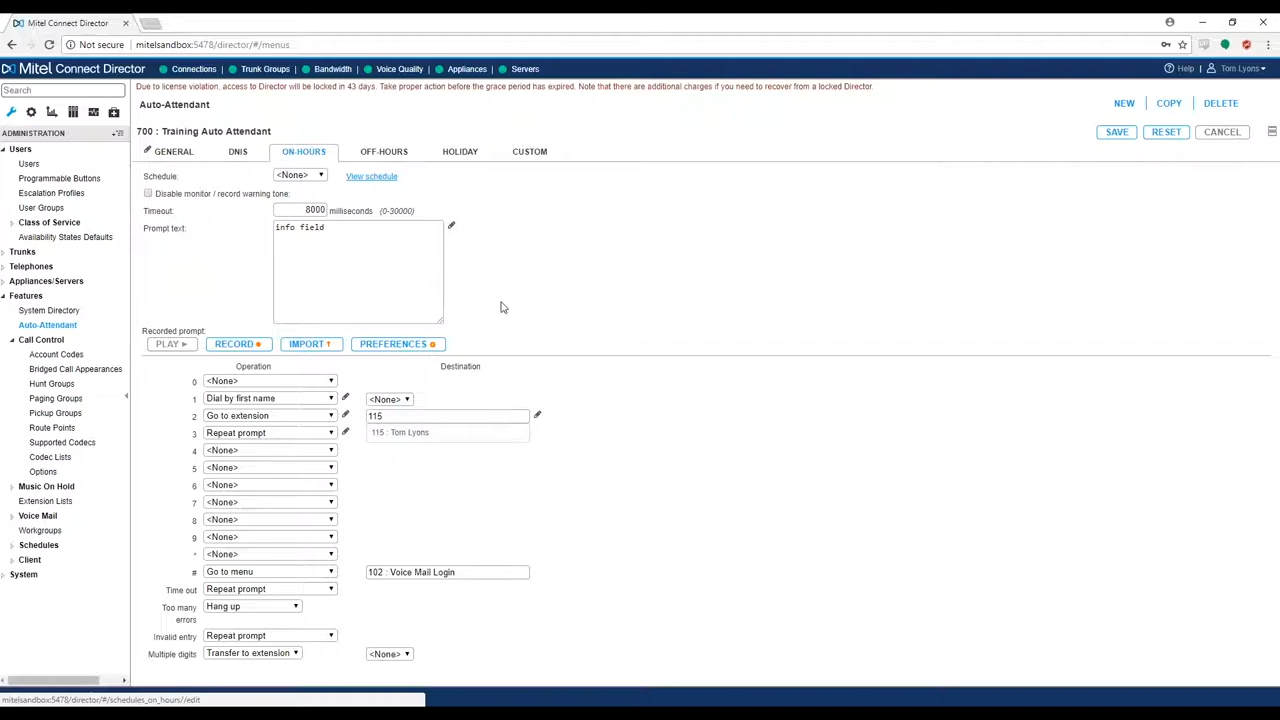 Mitel Connect Director
Not secure | mitelsandbox:5478/director/#/menus
Mitel Connect Director Connections Trunk Groups Bandwidth Voice Quality Appliances Servers Help Tom Lyons
Search
Due to license violation, access to Director will be locked in 43 days. Take proper action before the grace period has expired. Note that there are additional charges if you need to recover from a locked Director.
Auto-Attendant NEW COPY DELETE
700 : Training Auto Attendant SAVE RESET CANCEL
GENERAL DNIS ON-HOURS OFF-HOURS HOLIDAY CUSTOM
ADMINISTRATION
Users
Users
Programmable Buttons
Escalation Profiles
User Groups
Class of Service
Availability States Defaults
Trunks
Telephones
Appliances/Servers
Features
System Directory
Auto-Attendant
Call Control
Account Codes
Bridged Call Appearances
Hunt Groups
Paging Groups
Pickup Groups
Route Points
Supported Codecs
Codec Lists
Options
Music On Hold
Extension Lists
Voice Mail
Workgroups
Schedules
Client
System
Schedule: <None> View schedule
Disable monitor / record warning tone:
Timeout: 8000 milliseconds (0-30000)
Prompt text: info field
Recorded prompt:
PLAY RECORD IMPORT PREFERENCES
Operation Destination
0 <None>
1 Dial by first name <None>
2 Go to extension 115
3 Repeat prompt 115 : Tom Lyons
4 <None>
5 <None>
6 <None>
7 <None>
8 <None>
9 <None>
* <None>
# Go to menu 102 : Voice Mail Login
Time out Repeat prompt
Too many errors Hang up
Invalid entry Repeat prompt
Multiple digits Transfer to extension <None>
mitelsandbox:5478/director/#/schedules_on_hours//edit